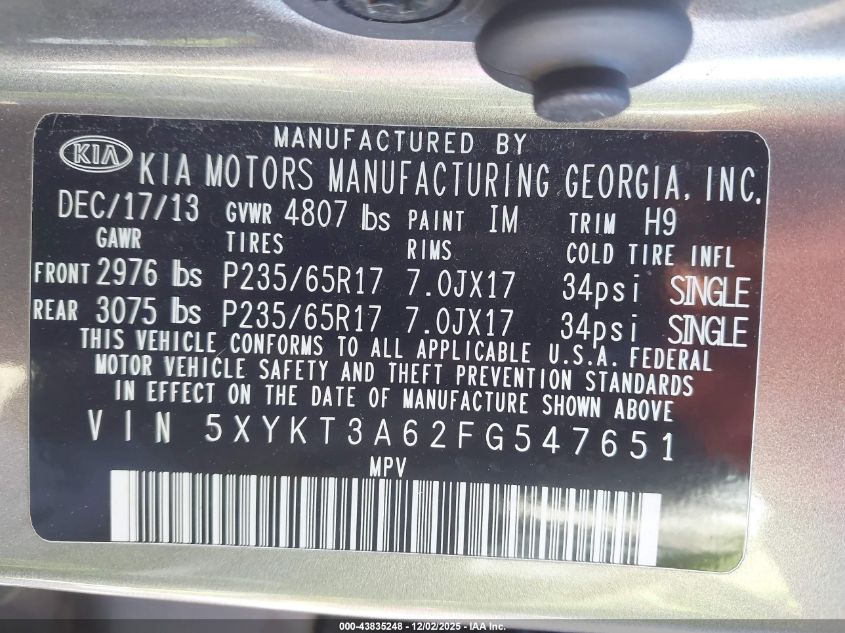 MANUFACTURED BY
KIA KIA MOTORS MANUFACTURING GEORGIA, INC.
DEC/17/13 GVWR 4807 lbs PAINT IM TRIM H9
GAWR TIRES RIMS COLD TIRE INFL
FRONT 2976 lbs P235/65R17 7.0JX17 34psi SINGLE
REAR 3075 lbs P235/65R17 7.0JX17 34psi SINGLE
THIS VEHICLE CONFORMS TO ALL APPLICABLE U.S.A. FEDERAL
MOTOR VEHICLE SAFETY AND THEFT PREVENTION STANDARDS
IN EFFECT ON THE DATE OF MANUFACTURE SHOWN ABOVE
VIN 5XYKT3A62FG547651
MPV
000-43835248 - 12/02/2025 - IAA Inc.